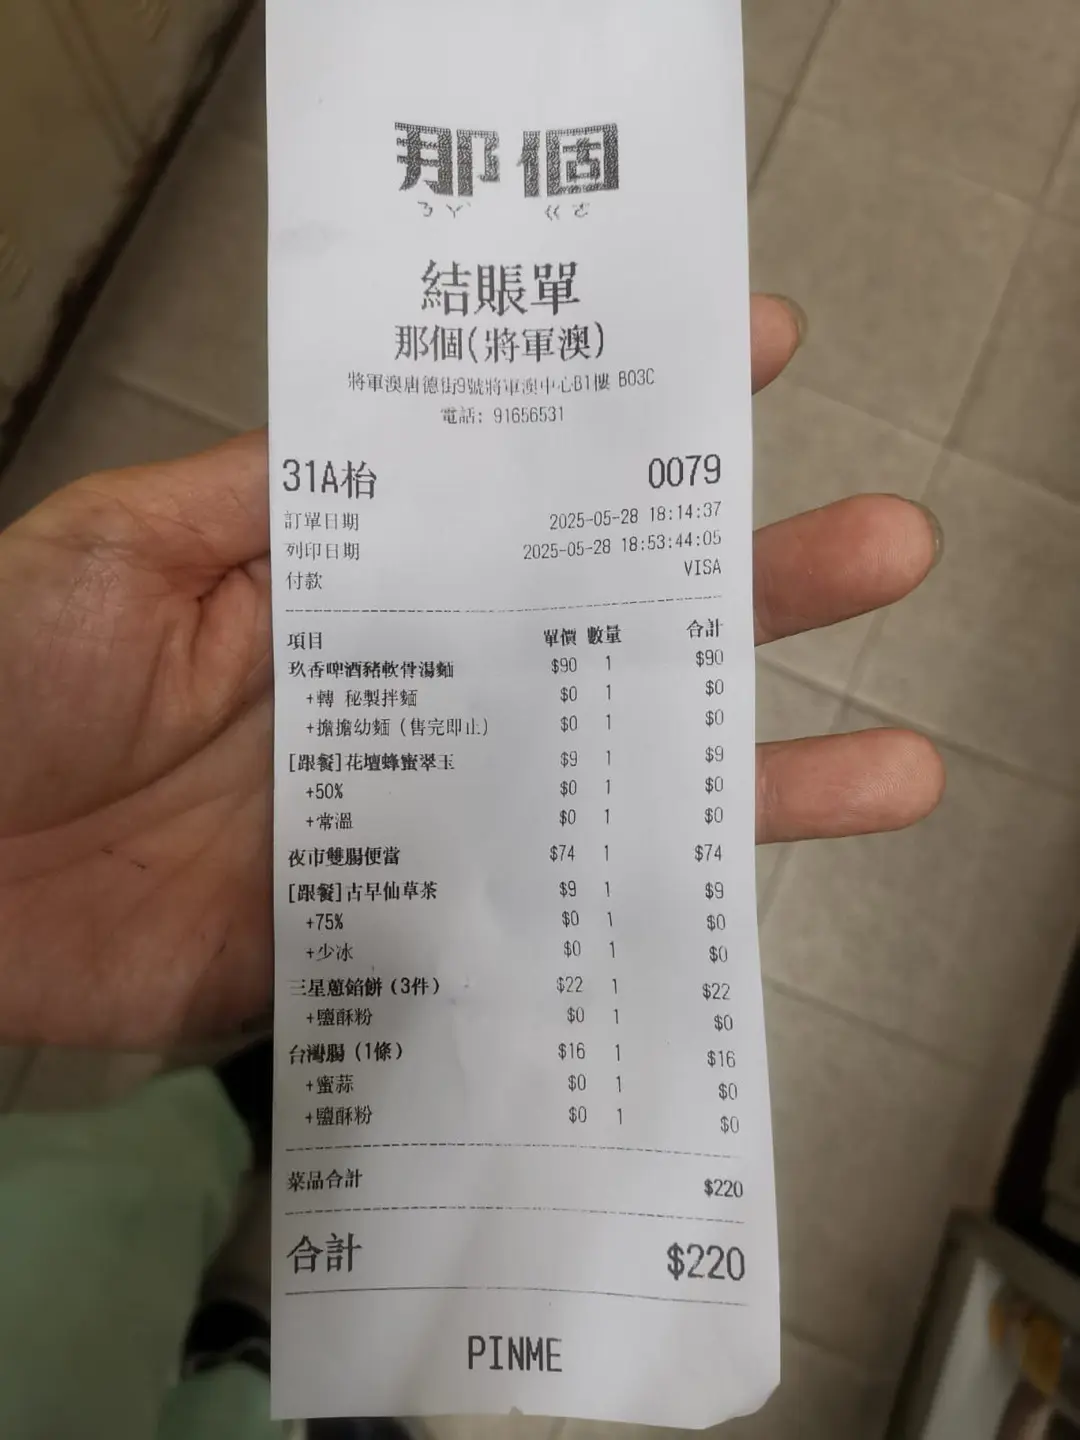 那個
ㄋㄚˋ ㄍㄜ
結賬單
那個(將軍澳)
將軍澳唐德街9號將軍澳中心B1樓 B03C
電話: 91656531
31A枱 0079
訂單日期 2025-05-28 18:14:37
列印日期 2025-05-28 18:53:44:05
付款 VISA
項目 單價 數量 合計
玖香啤酒豬軟骨湯麵 $90 1 $90
+轉 秘製拌麵 $0 1 $0
+擔擔幼麵 (售完即止) $0 1 $0
[跟餐]花壇蜂蜜翠玉 $9 1 $9
+50% $0 1 $0
+常溫 $0 1 $0
夜市雙腸便當 $74 1 $74
[跟餐]古早仙草茶 $9 1 $9
+75% $0 1 $0
+少冰 $0 1 $0
三星蔥餡餅 (3件) $22 1 $22
+鹽酥粉 $0 1 $0
台灣腸 (1條) $16 1 $16
+蜜蒜 $0 1 $0
+鹽酥粉 $0 1 $0
菜品合計 $220
合計 $220
PINME